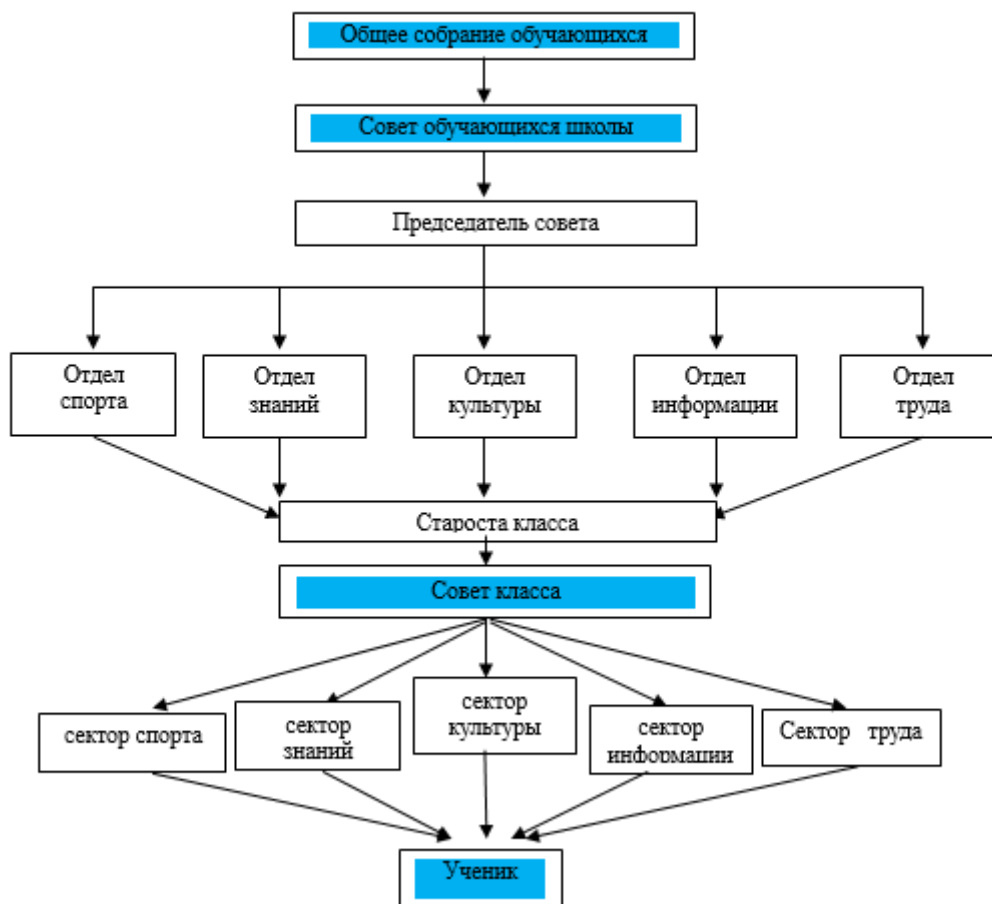 Общее собрание обучающихся
Совет обучающихся школы
Председатель совета
Отдел
спорта
Отдел
знаний
Отдел
культуры
Отдел
информации
Отдел
труда
Староста класса
Совет класса
сектор спорта
сектор
знаний
сектор
культуры
сектор
информации
Сектор труда
Ученик